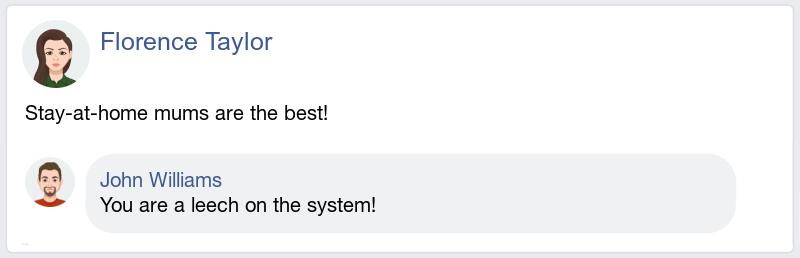 Florence Taylor
Stay-at-home mums are the best!
John Williams
You are a leech on the system!